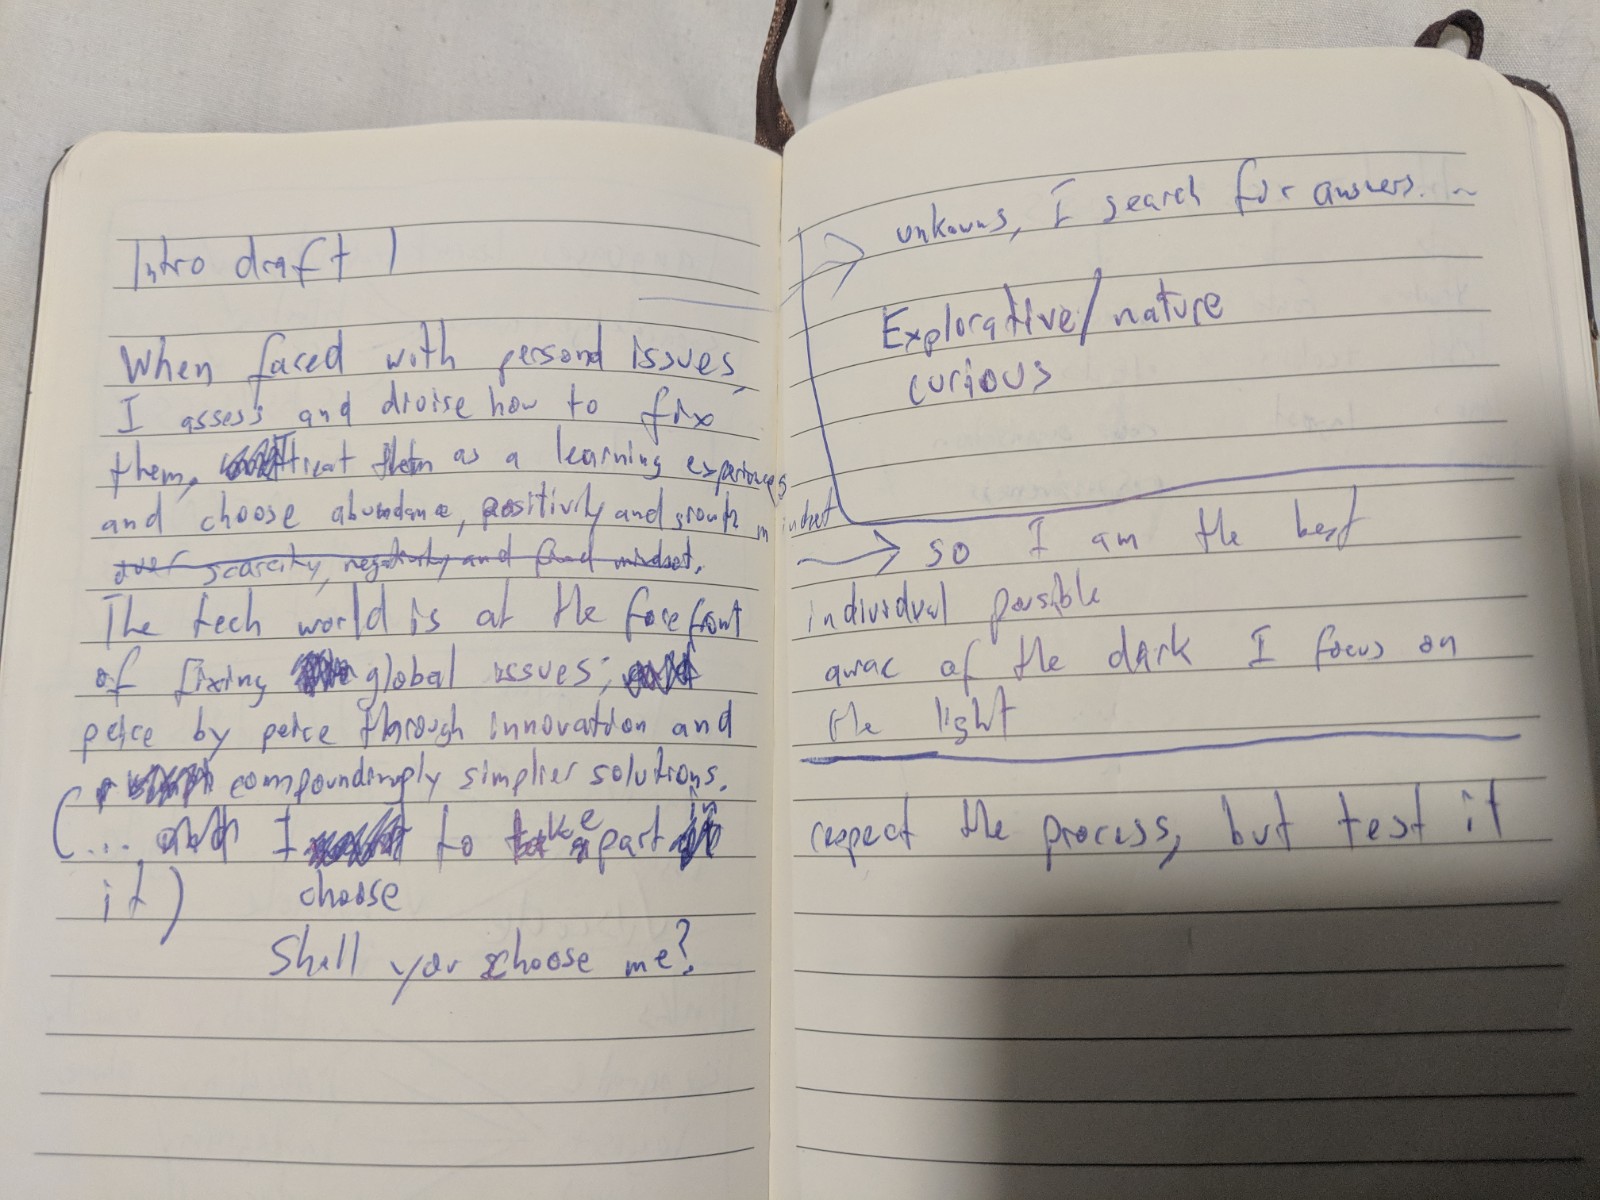 Intro draft 1
When faced with personal issues,
I assess and divise how to fix
them, I treat them as a learning experiences
and choose abundance, positivity and growth mindset
over scarcity, negativity and fixed mindset.
The tech world is at the forefront
of fixing global issues;
peice by peice through innovation and
compoundingly simplier solutions.
(... and I to take part in
it) choose
Shall you choose me?
unkowns, I search for answers. ~
Explorative/nature
curious
so I am the best
individual possible
aware of the dark I focus on
the light
respect the process, but test it